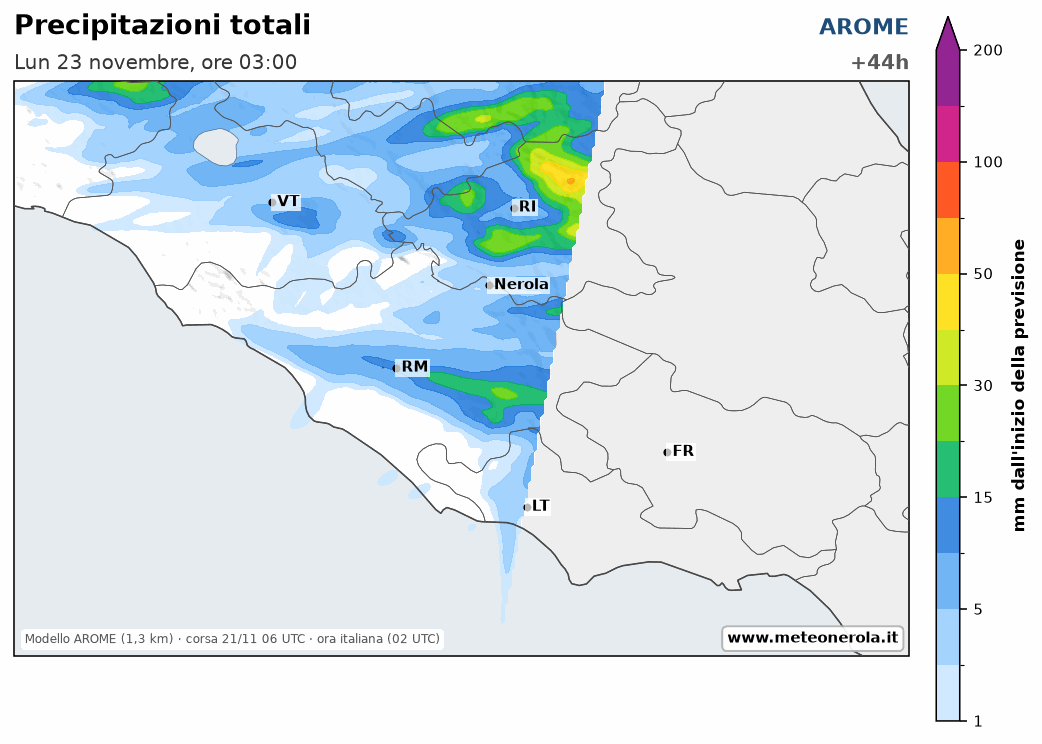 Precipitazioni totali
AROME
Lun 23 novembre, ore 03:00
+44h
VT
RI
Nerola
RM
FR
LT
Modello AROME (1,3 km) · corsa 21/11 06 UTC · ora italiana (02 UTC)
www.meteonerola.it
200
100
50
30
15
5
1
mm dall'inizio della previsione